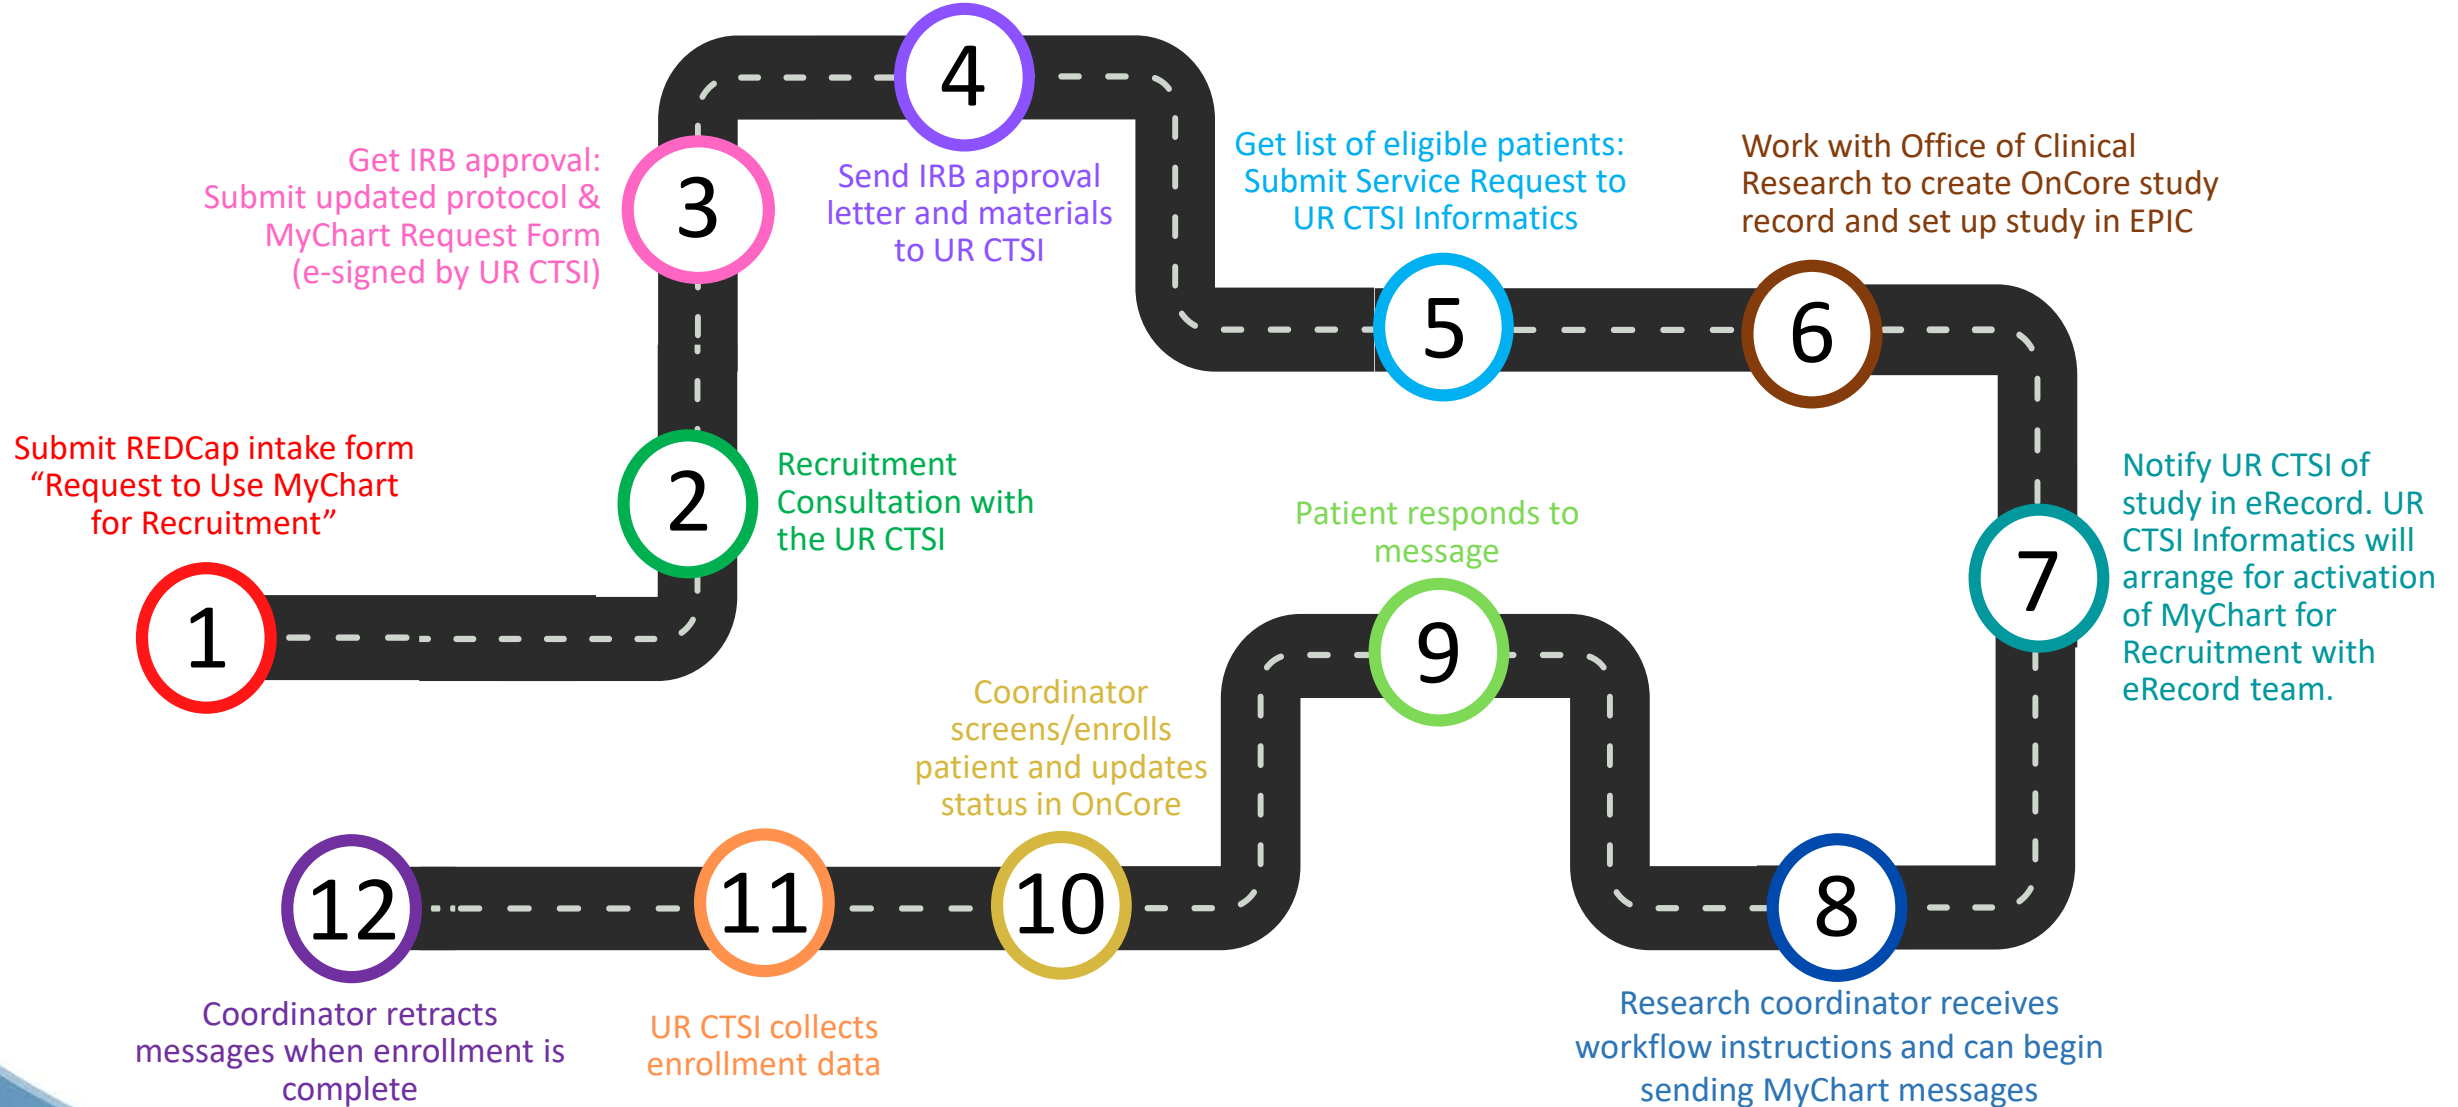 1
Submit REDCap intake form
“Request to Use MyChart
for Recruitment”
2
Recruitment
Consultation with
the UR CTSI
3
Get IRB approval:
Submit updated protocol &
MyChart Request Form
(e-signed by UR CTSI)
4
Send IRB approval
letter and materials
to UR CTSI
5
Get list of eligible patients:
Submit Service Request to
UR CTSI Informatics
6
Work with Office of Clinical
Research to create OnCore study
record and set up study in EPIC
7
Notify UR CTSI of
study in eRecord. UR
CTSI Informatics will
arrange for activation
of MyChart for
Recruitment with
eRecord team.
8
Research coordinator receives
workflow instructions and can begin
sending MyChart messages
9
Patient responds to
message
10
Coordinator
screens/enrolls
patient and updates
status in OnCore
11
UR CTSI collects
enrollment data
12
Coordinator retracts
messages when enrollment is
complete